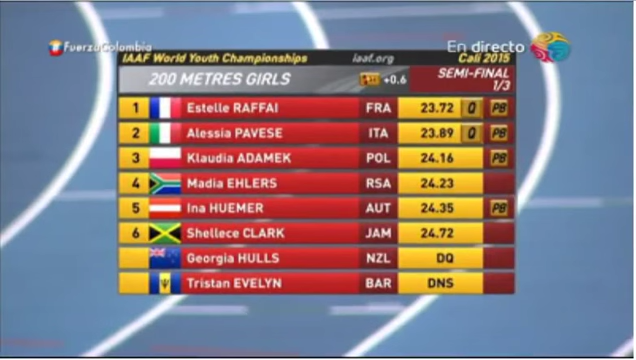 #FuerzaColombia
En directo
IAAF World Youth Championships iaaf.org Cali 2015
200 METRES GIRLS +0.6 SEMI-FINAL
1/3
1 Estelle RAFFAI FRA 23.72 Q PB
2 Alessia PAVESE ITA 23.89 Q PB
3 Klaudia ADAMEK POL 24.16 PB
4 Madia EHLERS RSA 24.23
5 Ina HUEMER AUT 24.35 PB
6 Shellece CLARK JAM 24.72
Georgia HULLS NZL DQ
Tristan EVELYN BAR DNS